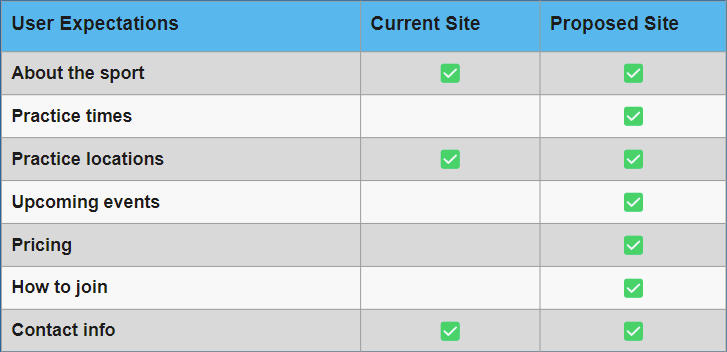 User Expectations Current Site Proposed Site
About the sport ✅ ✅
Practice times ✅
Practice locations ✅ ✅
Upcoming events ✅
Pricing ✅
How to join ✅
Contact info ✅ ✅